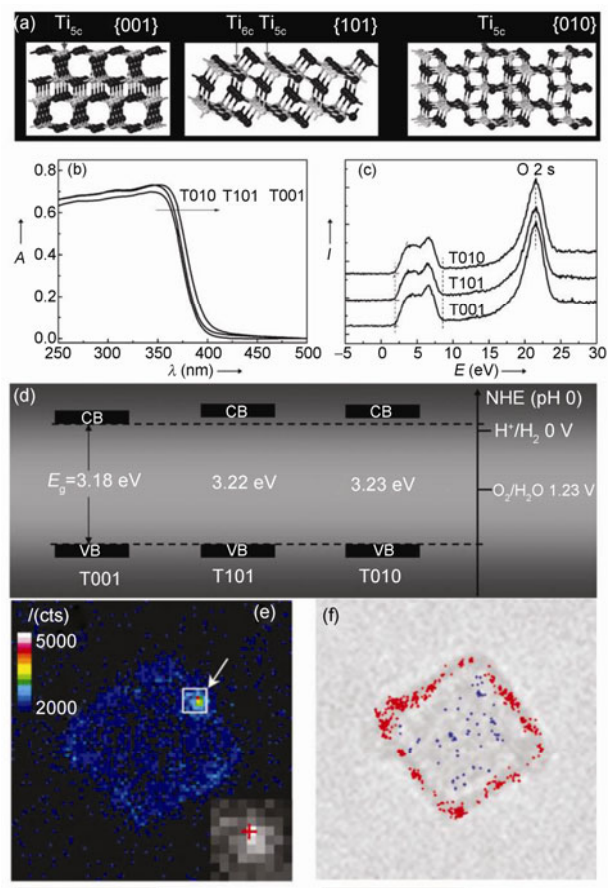 (a) Ti5c {001} Ti6c Ti5c {101} Ti5c {010}
(b)
T010 T101 T001
A
0.8
0.6
0.4
0.2
0.0
250 300 350 400 450 500
λ (nm)
(c)
O 2 s
I
T010
T101
T001
−5 0 5 10 15 20 25 30
E (eV)
(d)
NHE (pH 0)
CB CB CB
H⁺/H₂ 0 V
Eg=3.18 eV 3.22 eV 3.23 eV
O₂/H₂O 1.23 V
VB VB VB
T001 T101 T010
I(cts) (e)
5000
2000
(f)